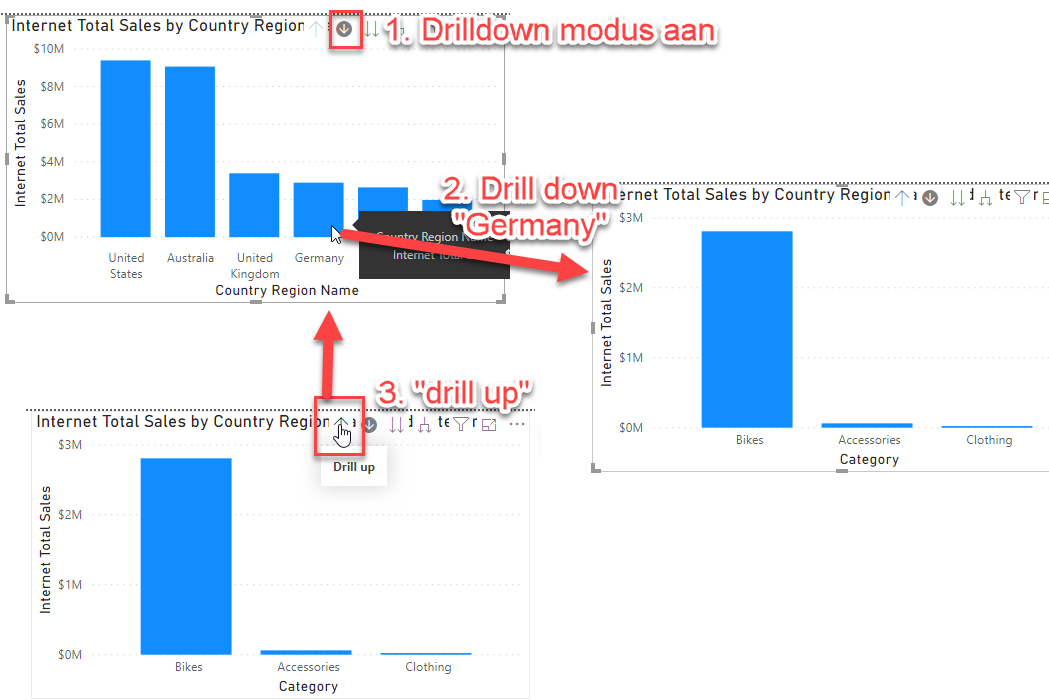 Internet Total Sales by Country Region
1. Drilldown modus aan
$10M
$8M
$6M
$4M
$2M
$0M
Internet Total Sales
United States
Australia
United Kingdom
Germany
Country Region Name
Country Region
Internet Total
2. Drill down
"Germany"
ernet Total Sales by Country Region
$3M
$2M
$1M
$0M
Internet Total Sales
Bikes
Accessories
Clothing
Category
3. "drill up"
Internet Total Sales by Country Region
Drill up
$3M
$2M
$1M
$0M
Internet Total Sales
Bikes
Accessories
Clothing
Category